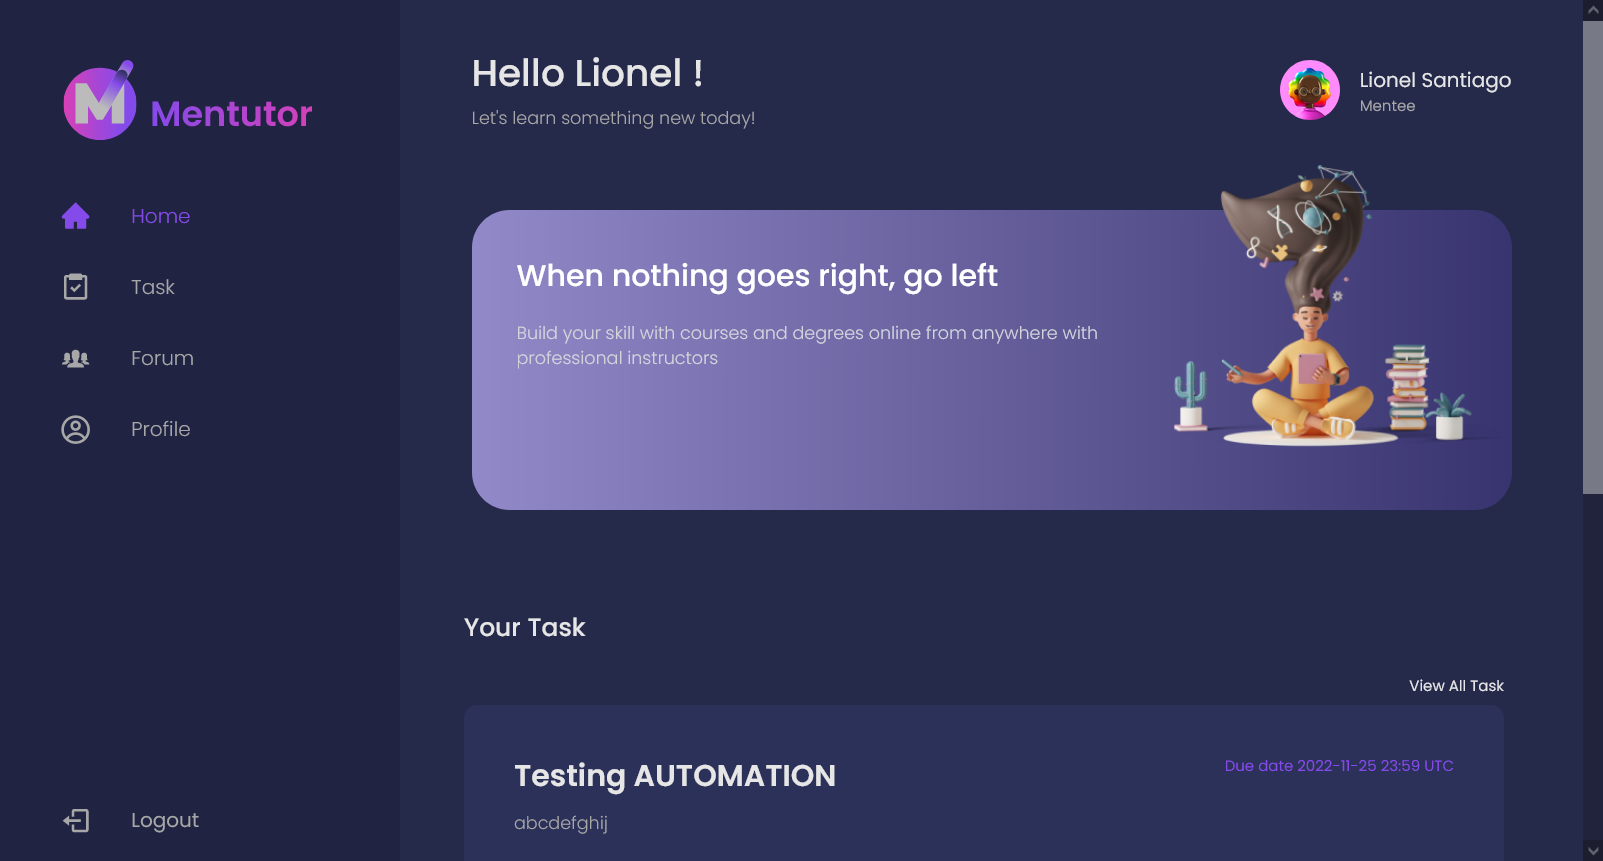 Mentutor
Home
Task
Forum
Profile
Logout
Hello Lionel !
Let's learn something new today!
Lionel Santiago
Mentee
When nothing goes right, go left
Build your skill with courses and degrees online from anywhere with
professional instructors
Your Task
View All Task
Testing AUTOMATION
Due date 2022-11-25 23:59 UTC
abcdefghij